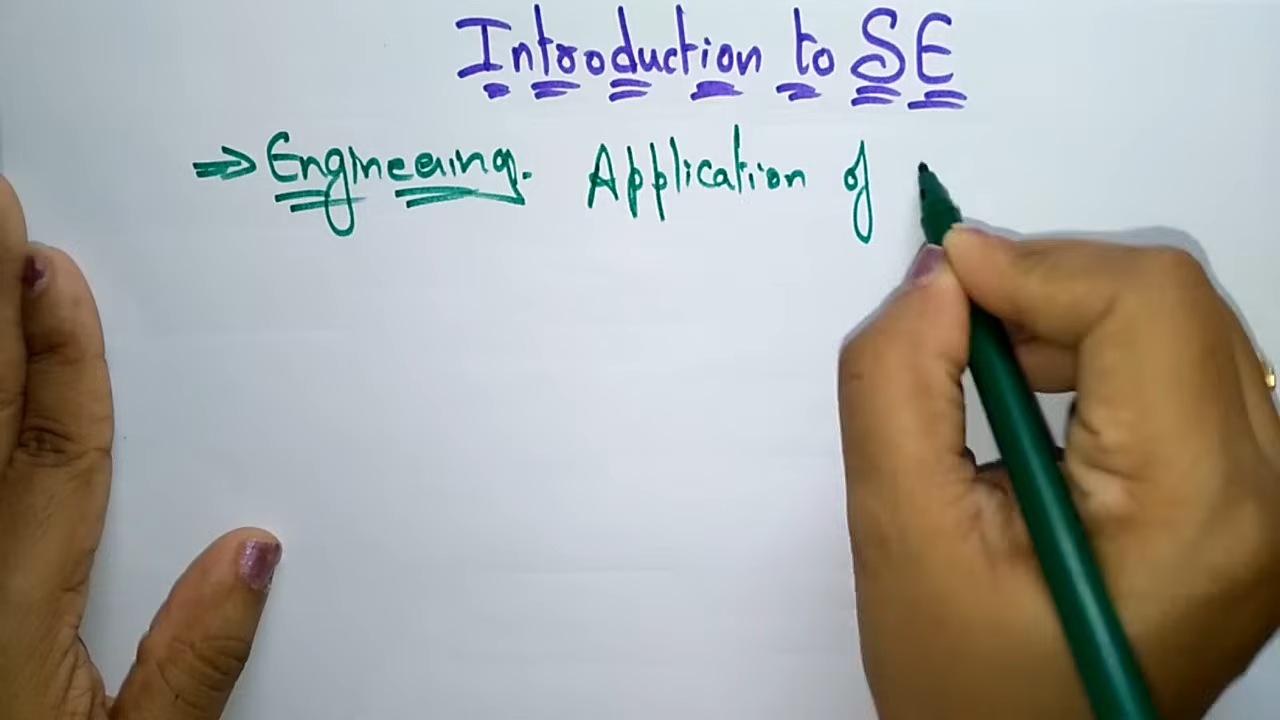 Introduction to SE
⇒ Engineering. Application of